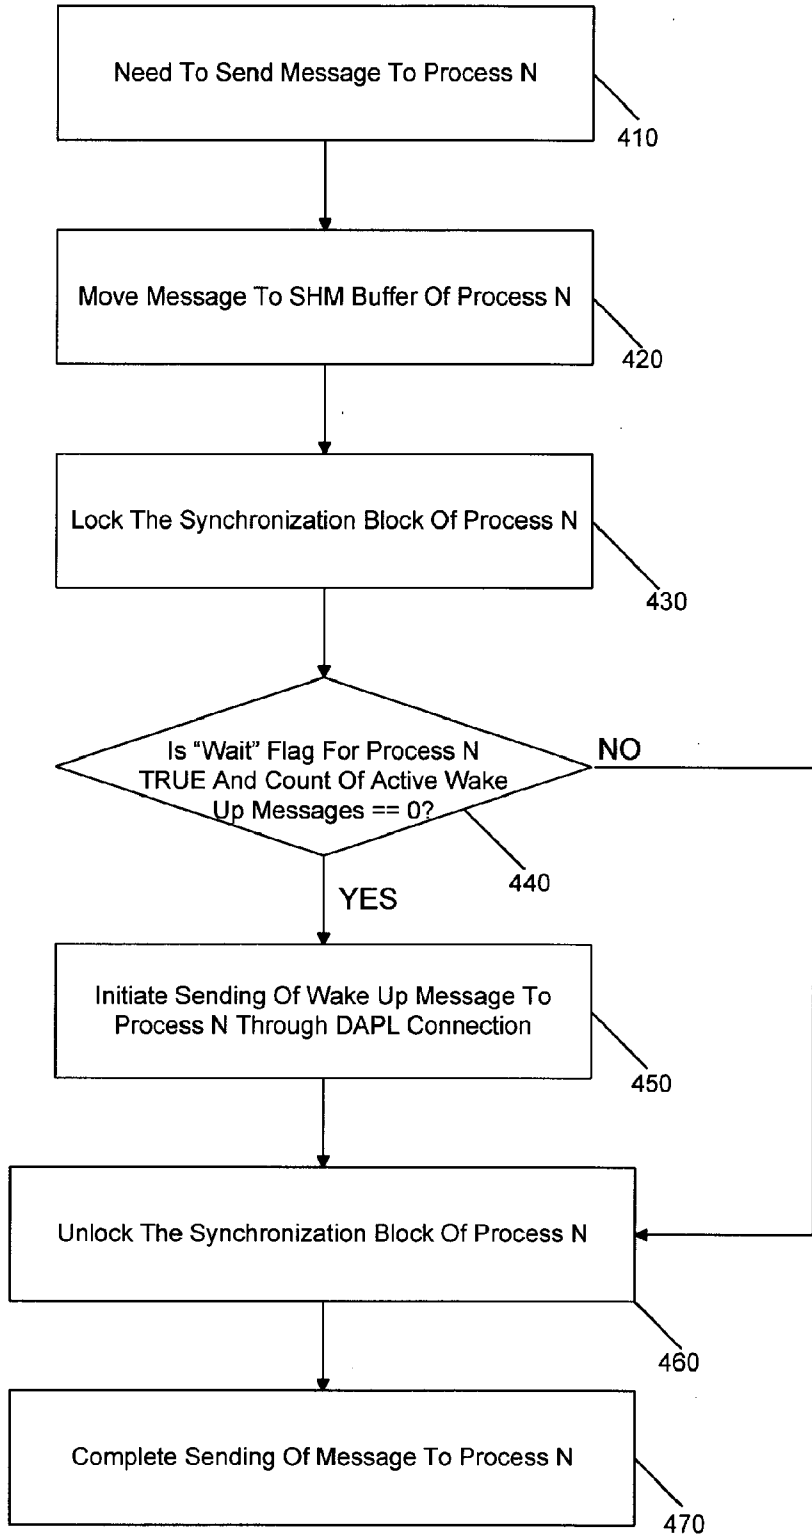 Need To Send Message To Process N
410
Move Message To SHM Buffer Of Process N
420
Lock The Synchronization Block Of Process N
430
Is “Wait” Flag For Process N
TRUE And Count Of Active Wake
Up Messages == 0?
NO
440
YES
Initiate Sending Of Wake Up Message To
Process N Through DAPL Connection
450
Unlock The Synchronization Block Of Process N
460
Complete Sending Of Message To Process N
470